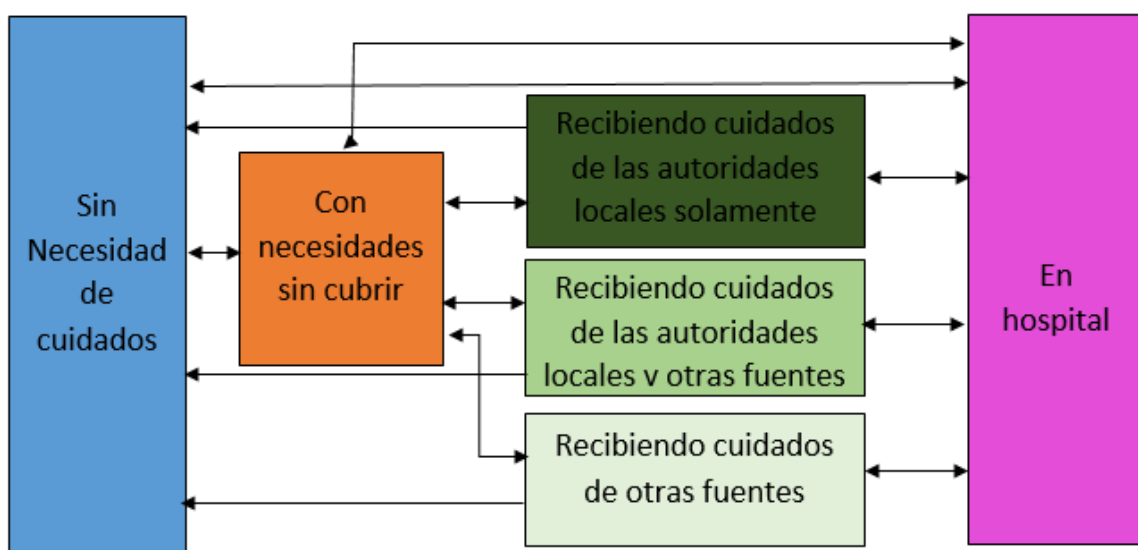 Sin
Necesidad
de
cuidados
Con
necesidades
sin cubrir
Recibiendo cuidados
de las autoridades
locales solamente
Recibiendo cuidados
de las autoridades
locales v otras fuentes
Recibiendo cuidados
de otras fuentes
En
hospital